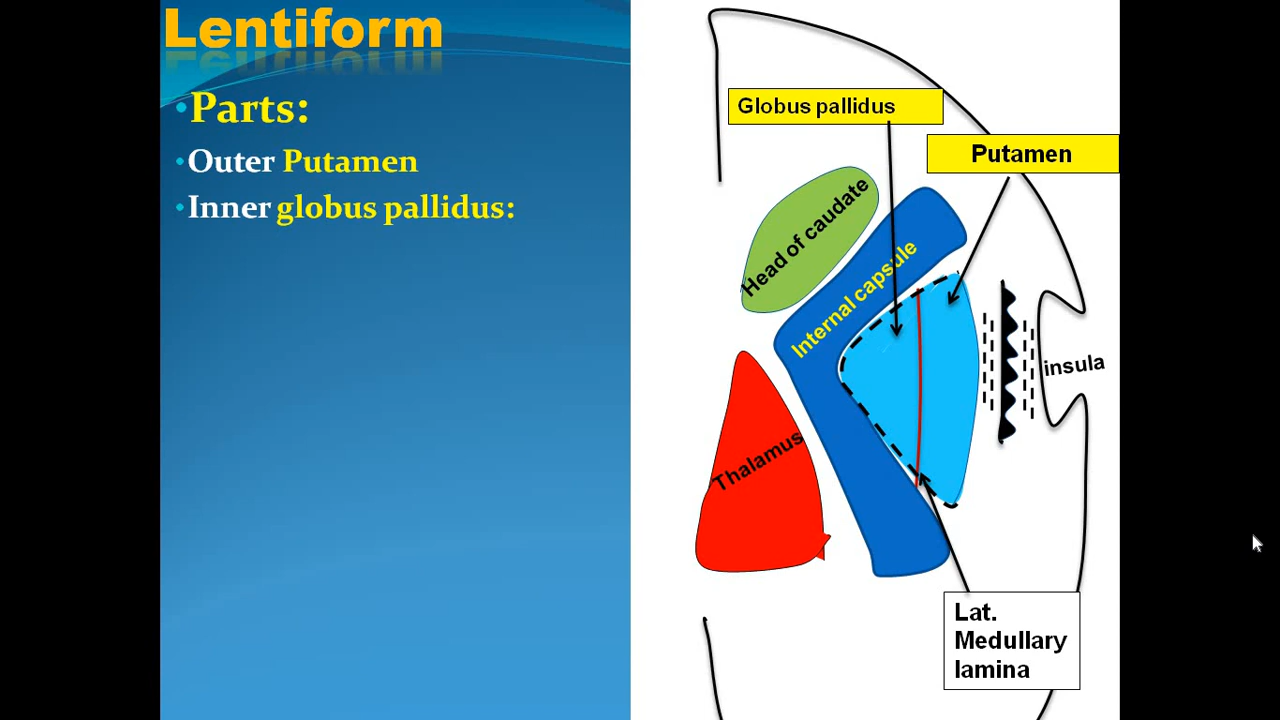 Lentiform
•Parts:
•Outer Putamen
•Inner globus pallidus:
Globus pallidus
Putamen
Head of caudate
Internal capsule
insula
Thalamus
Lat.
Medullary
lamina